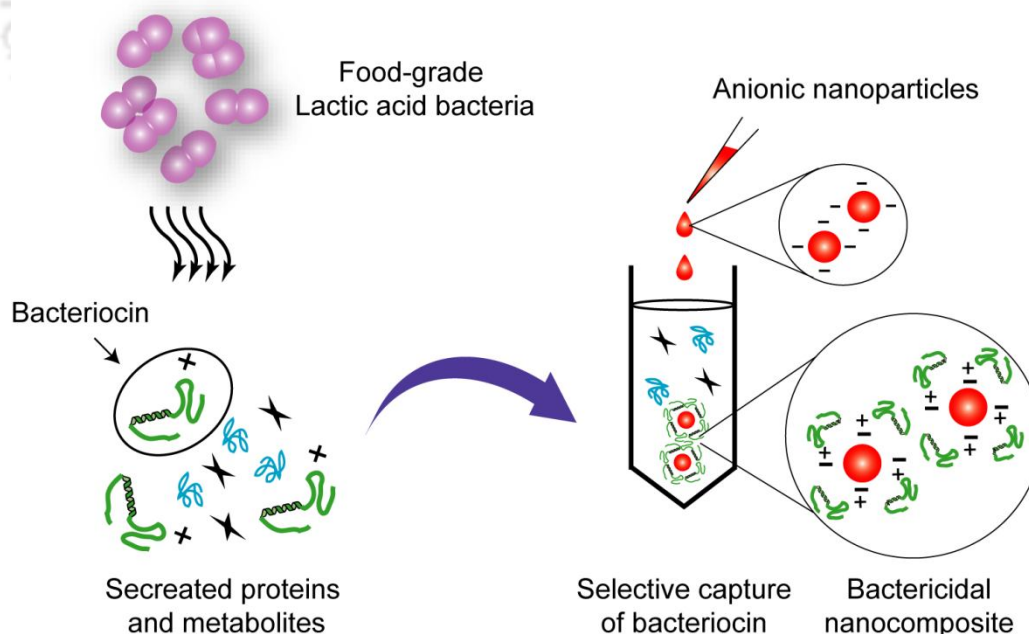 Food-grade
Lactic acid bacteria
Anionic nanoparticles
Bacteriocin
Secreated proteins
and metabolites
Selective capture
of bacteriocin
Bactericidal
nanocomposite